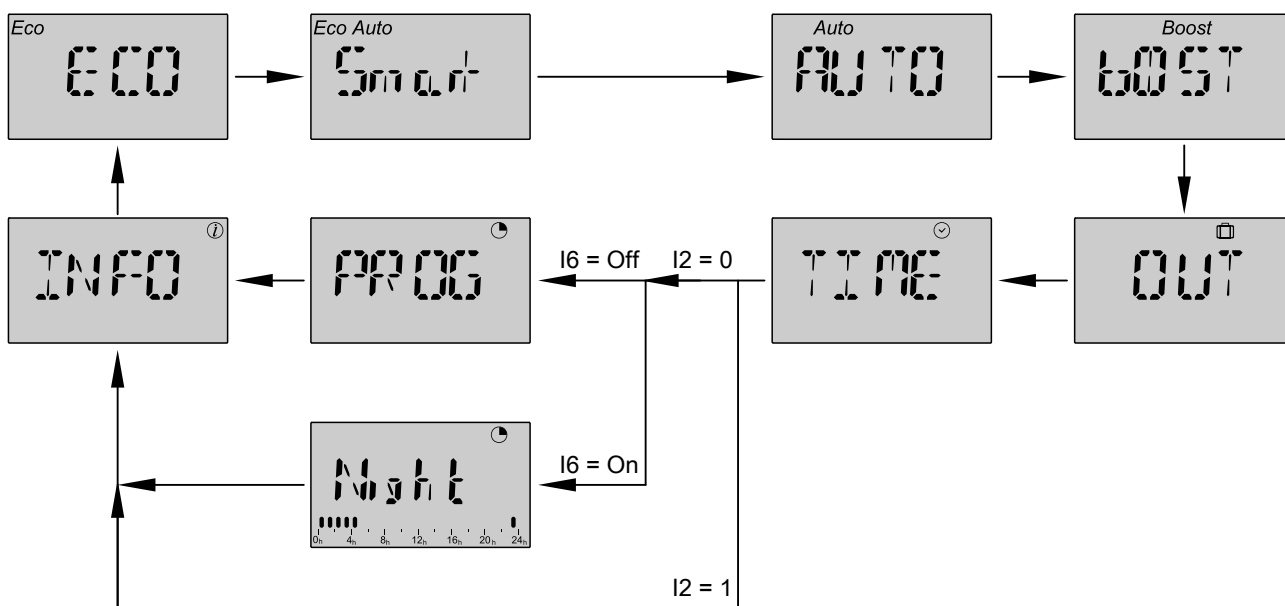 Eco
ECO
Eco Auto
Smart
Auto
AUTO
Boost
bOST
i
INFO
PROG
I6 = Off
I2 = 0
TIME
OUT
Night
0h 4h 8h 12h 16h 20h 24h
I6 = On
I2 = 1